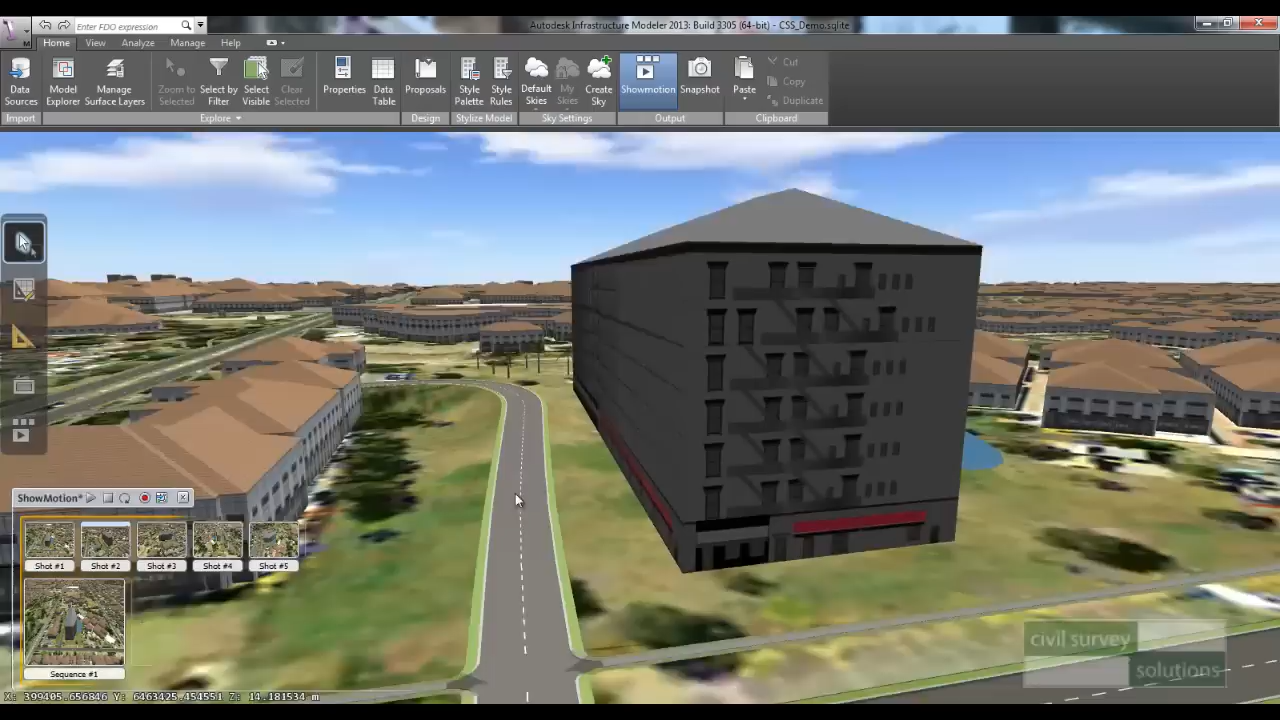 Enter FDO expression
Autodesk Infrastructure Modeler 2013: Build 3305 (64-bit) - CSS_Demo.sqlite
M
Home View Analyze Manage Help
Data Sources
Model Explorer
Manage Surface Layers
Zoom to Selected
Select by Filter
Select Visible
Clear Selected
Properties
Data Table
Proposals
Style Palette
Style Rules
Default Skies
My Skies
Create Sky
Showmotion
Snapshot
Paste
Cut
Copy
Duplicate
Import Explore Design Stylize Model Sky Settings Output Clipboard
ShowMotion*
Shot #1 Shot #2 Shot #3 Shot #4 Shot #5
Sequence #1
X: 399405.656846 Y: 6463425.454551 Z: 14.181534 m
civil survey
solutions